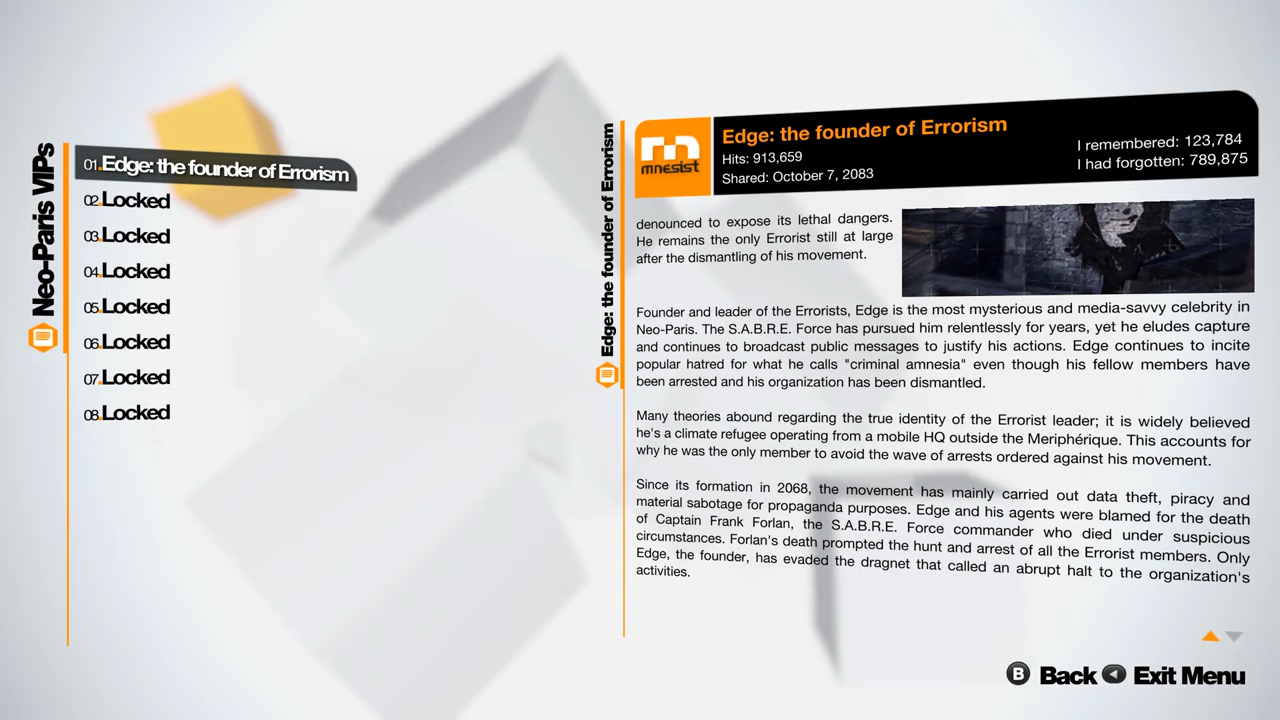 Neo-Paris VIPs
01.Edge: the founder of Errorism
02.Locked
03.Locked
04.Locked
05.Locked
06.Locked
07.Locked
08.Locked
Edge: the founder of Errorism
mnesist
Edge: the founder of Errorism
Hits: 913,659
Shared: October 7, 2083
I remembered: 123,784
I had forgotten: 789,875
denounced to expose its lethal dangers.
He remains the only Errorist still at large
after the dismantling of his movement.
Founder and leader of the Errorists, Edge is the most mysterious and media-savvy celebrity in
Neo-Paris. The S.A.B.R.E. Force has pursued him relentlessly for years, yet he eludes capture
and continues to broadcast public messages to justify his actions. Edge continues to incite
popular hatred for what he calls "criminal amnesia" even though his fellow members have
been arrested and his organization has been dismantled.
Many theories abound regarding the true identity of the Errorist leader; it is widely believed
he's a climate refugee operating from a mobile HQ outside the Meriphérique. This accounts for
why he was the only member to avoid the wave of arrests ordered against his movement.
Since its formation in 2068, the movement has mainly carried out data theft, piracy and
material sabotage for propaganda purposes. Edge and his agents were blamed for the death
of Captain Frank Forlan, the S.A.B.R.E. Force commander who died under suspicious
circumstances. Forlan's death prompted the hunt and arrest of all the Errorist members. Only
Edge, the founder, has evaded the dragnet that called an abrupt halt to the organization's
activities.
B Back Exit Menu